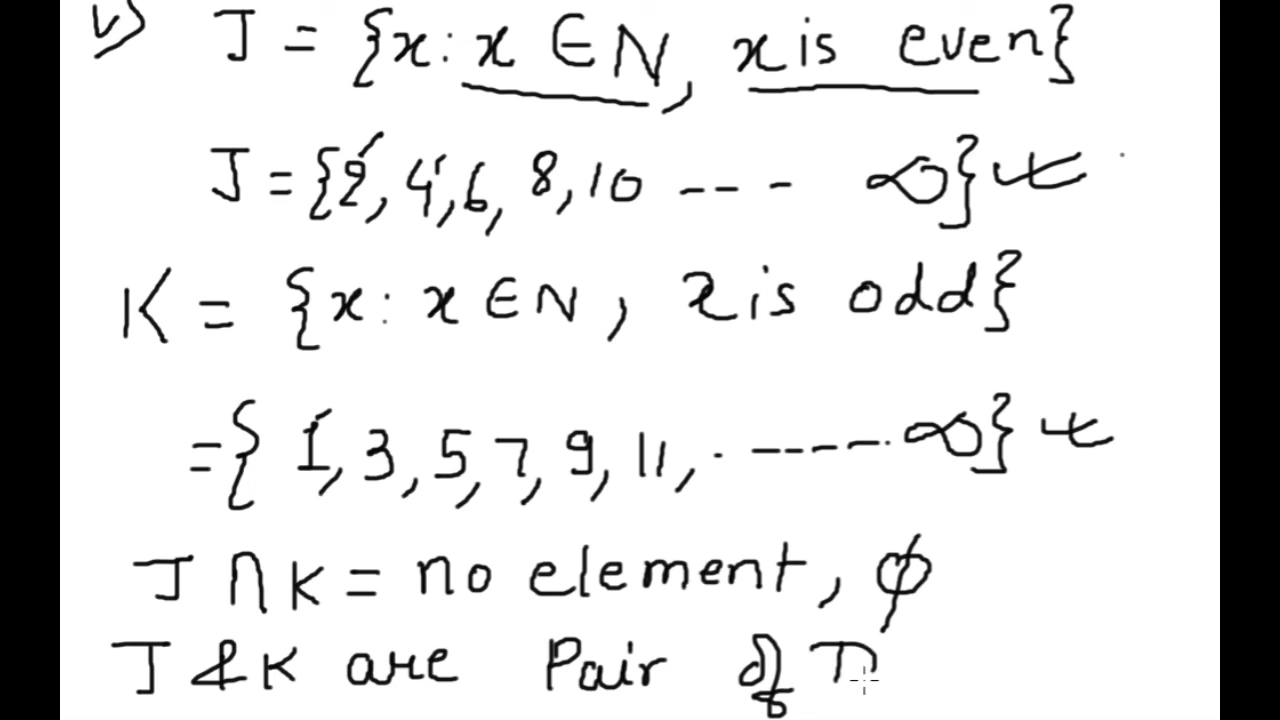 v) J = {x : x ∈ N, x is even}
J = {2, 4, 6, 8, 10 ---- ∞}
K = {x : x ∈ N, x is odd}
= { 1, 3, 5, 7, 9, 11, . ----- ∞}
J ∩ K = no element, φ
J & K are Pair of D